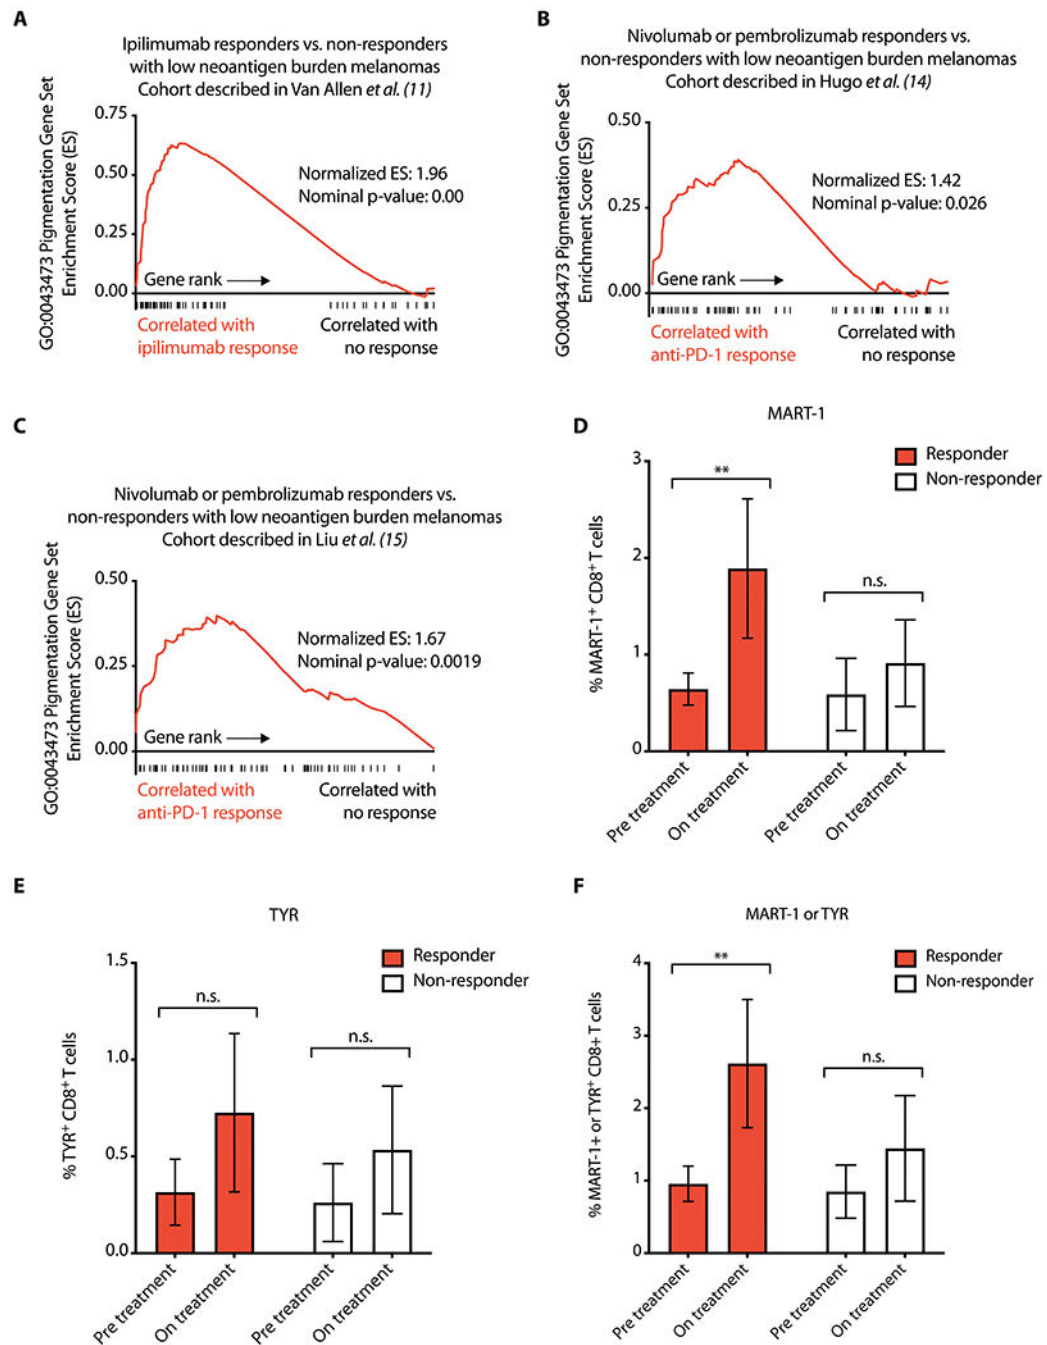 A
Ipilimumab responders vs. non-responders
with low neoantigen burden melanomas
Cohort described in Van Allen et al. (11)
GO:0043473 Pigmentation Gene Set
Enrichment Score (ES)
0.75
0.50
0.25
0.00
Normalized ES: 1.96
Nominal p-value: 0.00
Gene rank
Correlated with
ipilimumab response
Correlated with
no response
B
Nivolumab or pembrolizumab responders vs.
non-responders with low neoantigen burden melanomas
Cohort described in Hugo et al. (14)
GO:0043473 Pigmentation Gene Set
Enrichment Score (ES)
0.50
0.25
0.00
Normalized ES: 1.42
Nominal p-value: 0.026
Gene rank
Correlated with
anti-PD-1 response
Correlated with
no response
C
Nivolumab or pembrolizumab responders vs.
non-responders with low neoantigen burden melanomas
Cohort described in Liu et al. (15)
GO:0043473 Pigmentation Gene Set
Enrichment Score (ES)
0.50
0.25
0.00
Normalized ES: 1.67
Nominal p-value: 0.0019
Gene rank
Correlated with
anti-PD-1 response
Correlated with
no response
D
MART-1
Responder
Non-responder
% MART-1⁺ CD8⁺ T cells
3
2
1
0
**
n.s.
Pre treatment
On treatment
Pre treatment
On treatment
E
TYR
Responder
Non-responder
% TYR⁺ CD8⁺ T cells
1.5
1.0
0.5
0.0
n.s.
n.s.
Pre treatment
On treatment
Pre treatment
On treatment
F
MART-1 or TYR
Responder
Non-responder
% MART-1+ or TYR⁺ CD8+ T cells
4
3
2
1
0
**
n.s.
Pre treatment
On treatment
Pre treatment
On treatment